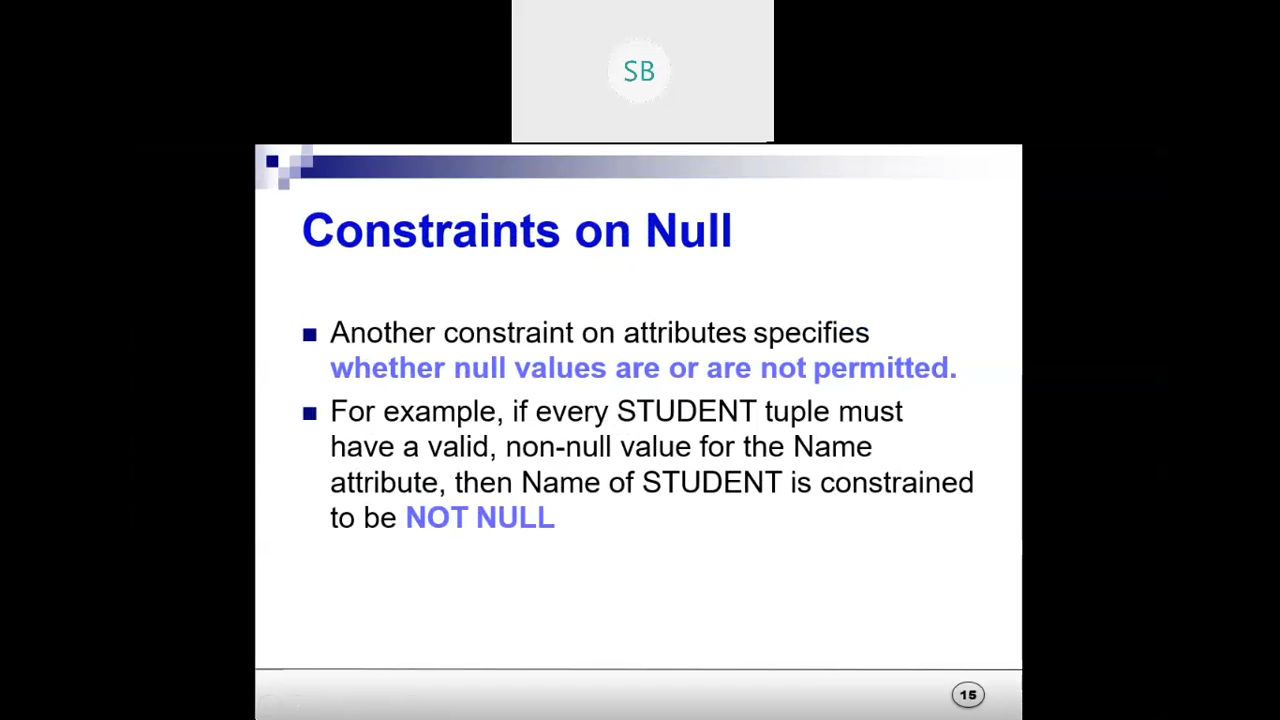 SB
Constraints on Null
Another constraint on attributes specifies
whether null values are or are not permitted.
For example, if every STUDENT tuple must
have a valid, non-null value for the Name
attribute, then Name of STUDENT is constrained
to be NOT NULL
15